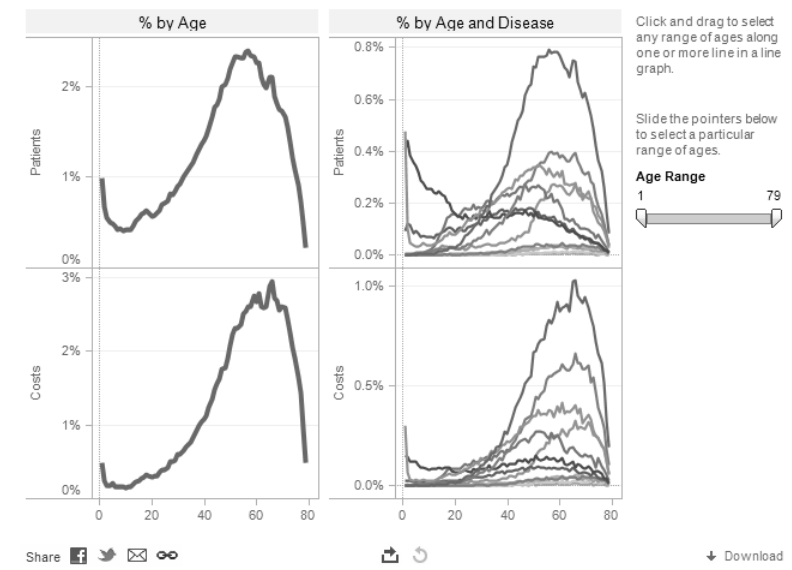 % by Age
% by Age and Disease
Click and drag to select
any range of ages along
one or more line in a line
graph.
Slide the pointers below
to select a particular
range of ages.
Age Range
1 79
Patients
2%
1%
0%
Patients
0.8%
0.6%
0.4%
0.2%
0.0%
Costs
3%
2%
1%
0%
Costs
1.0%
0.5%
0.0%
0 20 40 60 80
0 20 40 60 80
Share
Download